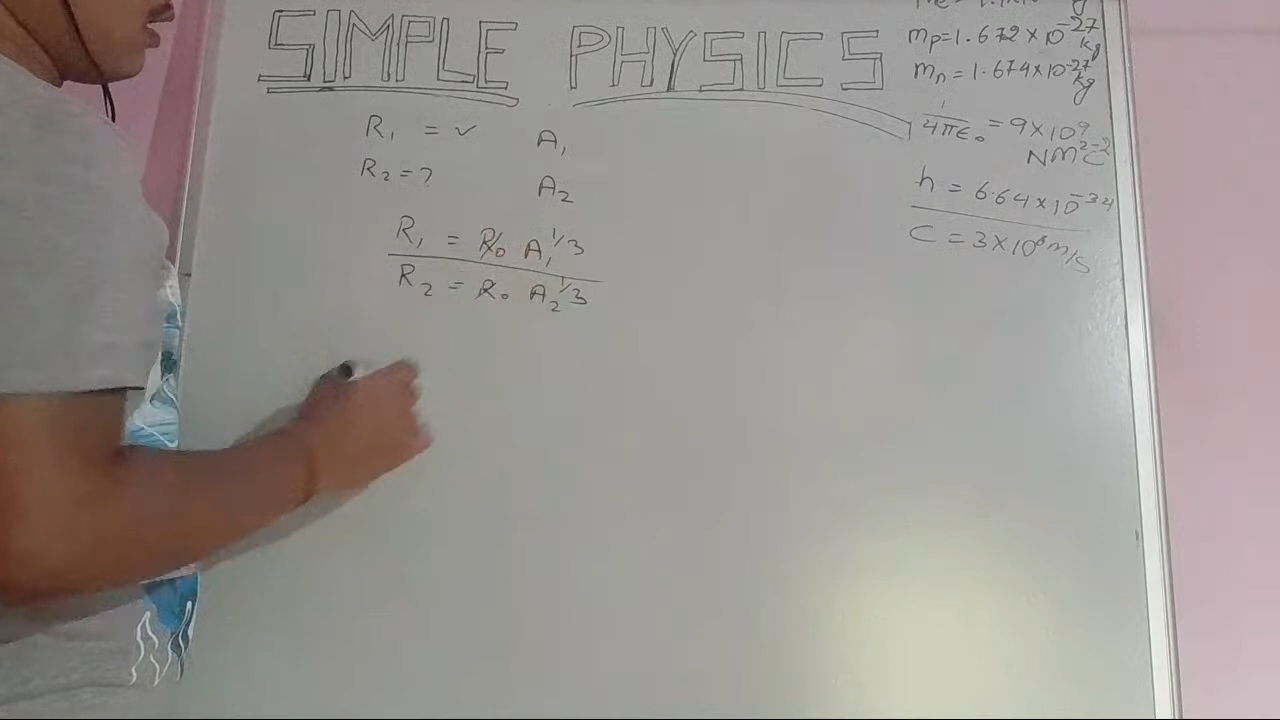 SIMPLE PHYSICS
R₁ = ✓ A₁
R₂ = ? A₂
R₁ = R₀ A₁^1/3
R₂ = R₀ A₂^1/3
mₚ = 1.672 × 10⁻²⁷ kg
mₙ = 1.674 × 10⁻²⁷ kg
1/4πε₀ = 9 × 10⁹
NM²C⁻²
h = 6.64 × 10⁻³⁴
C = 3 × 10⁸ m/s